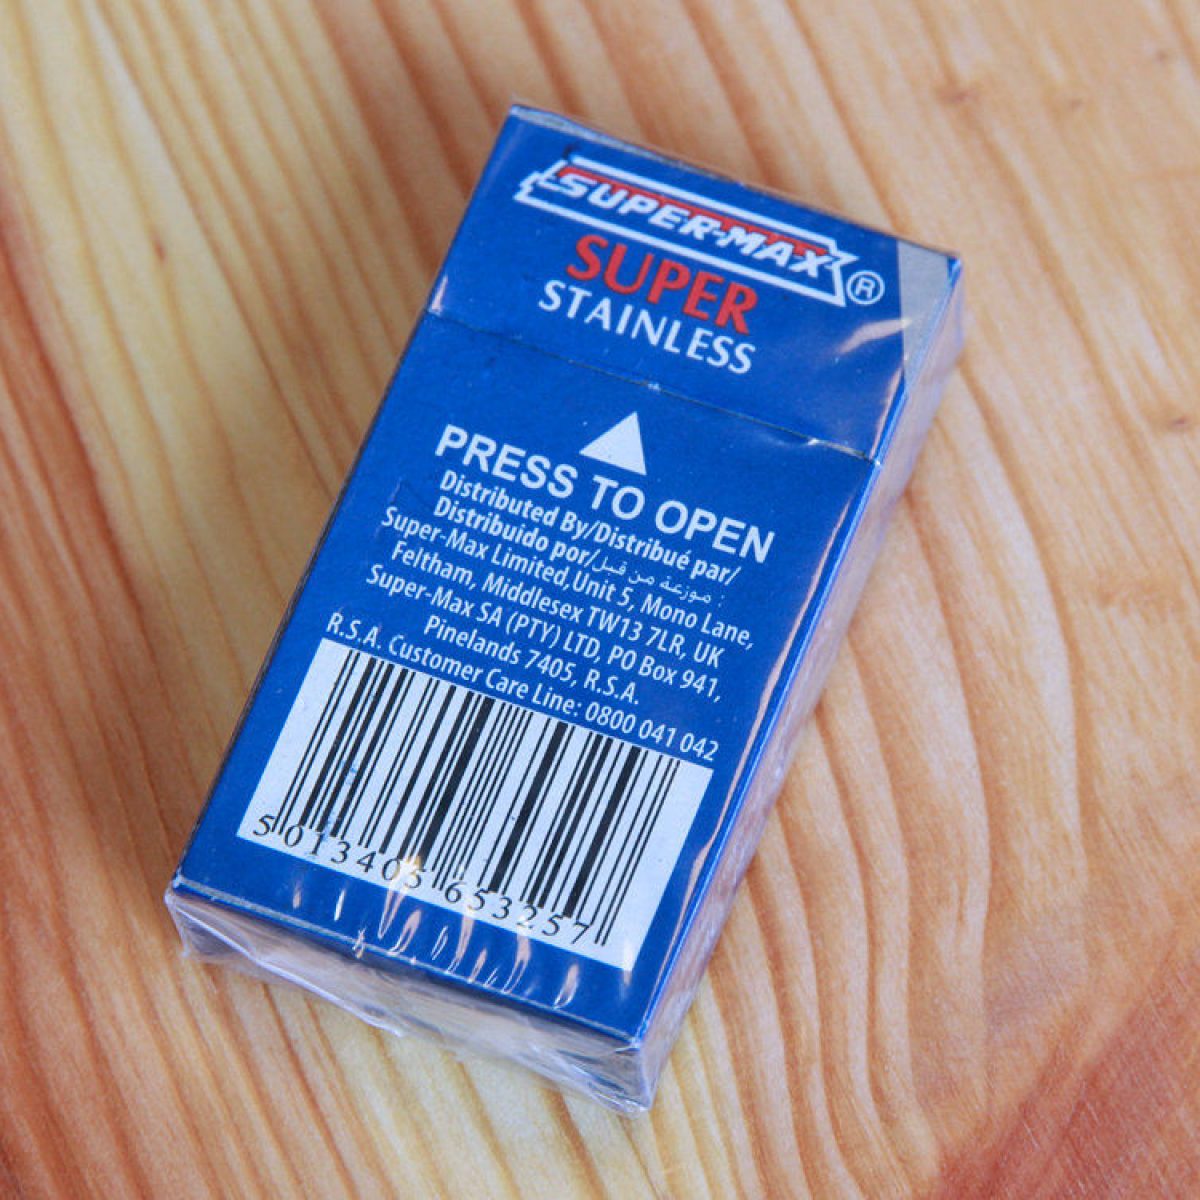 SUPER-MAX ®
SUPER
STAINLESS
PRESS TO OPEN
Distributed By/Distribué par/
Distribuido por/موزعة من قبل :
Super-Max Limited,Unit 5, Mono Lane,
Feltham, Middlesex TW13 7LR, UK
Super-Max SA (PTY) LTD, PO Box 941,
Pinelands 7405, R.S.A.
R.S.A. Customer Care Line: 0800 041 042
5 013405 653257